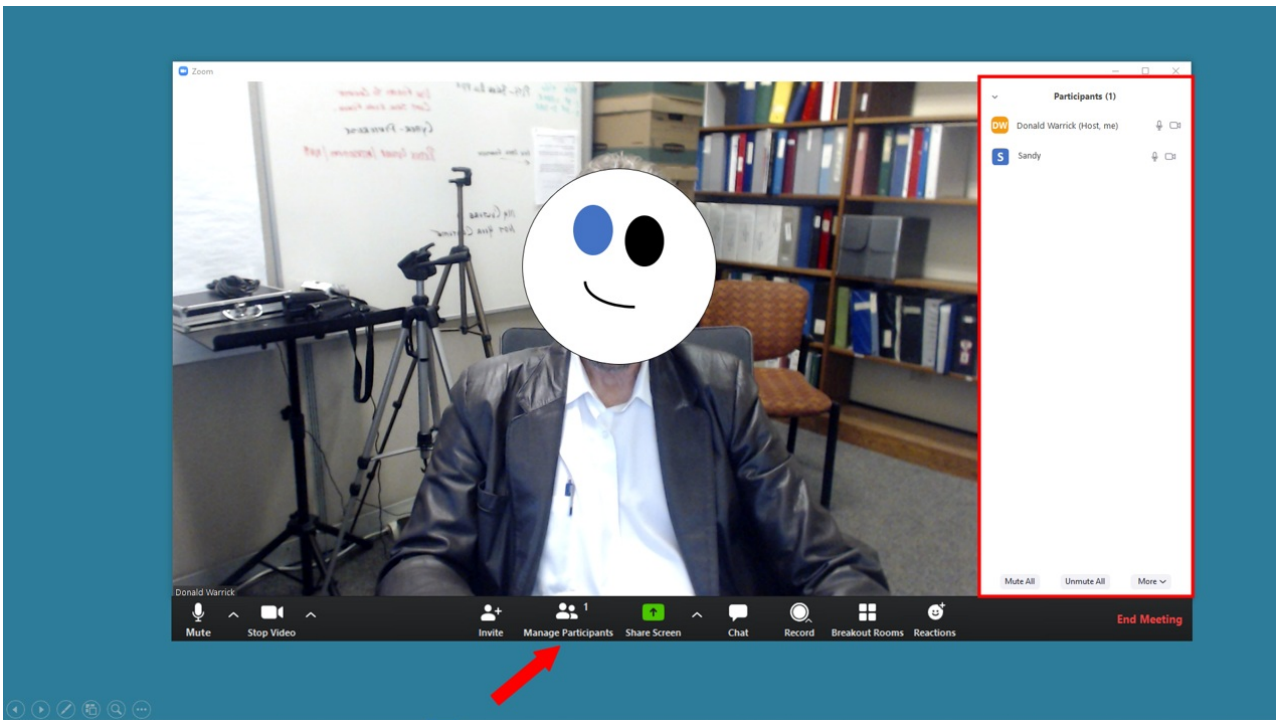 Zoom
Participants (1)
DW Donald Warrick (Host, me)
S Sandy
Mute All Unmute All More
Donald Warrick
1
Mute Stop Video Invite Manage Participants Share Screen Chat Record Breakout Rooms Reactions End Meeting